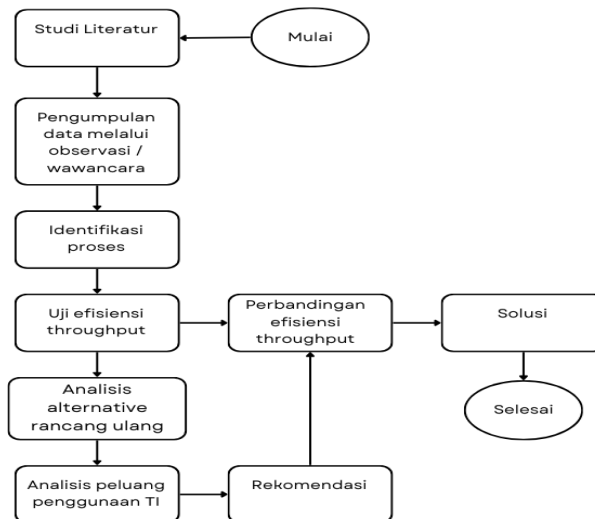 Mulai
Studi Literatur
Pengumpulan
data melalui
observasi /
wawancara
Identifikasi
proses
Uji efisiensi
throughput
Perbandingan
efisiensi
throughput
Solusi
Analisis
alternative
rancang ulang
Selesai
Analisis peluang
penggunaan TI
Rekomendasi